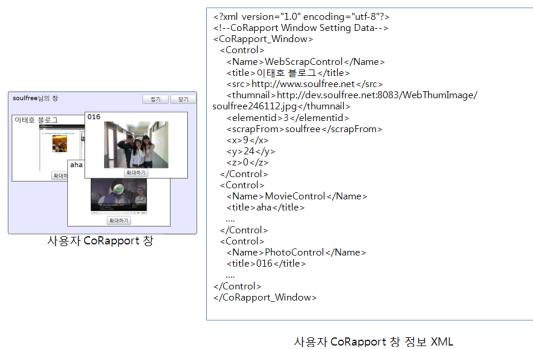 soulfree님의 창
접기 닫기
이태호 블로그
016
aha
확대하기
확대하기
확대하기
사용자 CoRapport 창
<?xml version="1.0" encoding="utf-8"?>
<!--CoRapport Window Setting Data-->
<CoRapport_Window>
<Control>
<Name>WebScrapControl</Name>
<title>이태호 블로그</title>
<src>http://www.soulfree.net</src>
<thumnail>http://dev.soulfree.net:8083/WebThumImage/
soulfree246112.jpg</thumnail>
<elementid>3</elementid>
<scrapFrom>soulfree</scrapFrom>
<x>9</x>
<y>24</y>
<z>0</z>
</Control>
<Control>
<Name>MovieControl</Name>
<title>aha</title>
....
</Control>
<Control>
<Name>PhotoControl</Name>
<title>016</title>
....
</Control>
</CoRapport_Window>
사용자 CoRapport 창 정보 XML